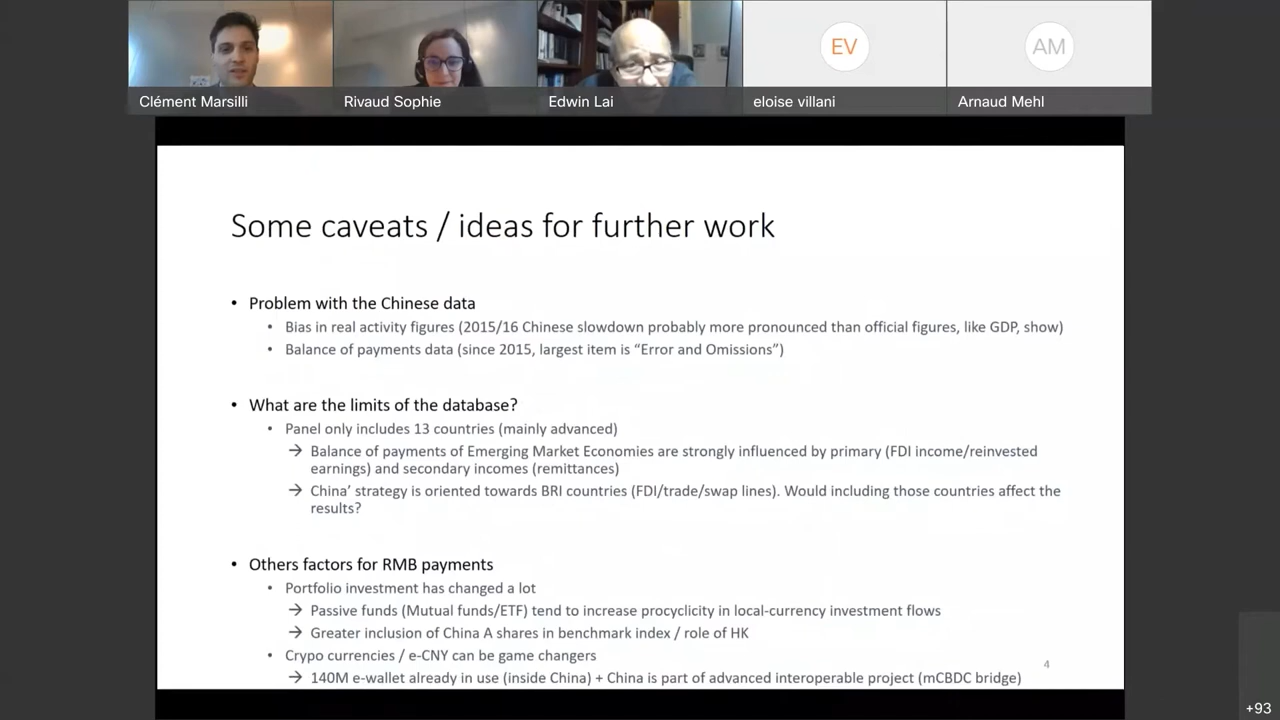 EV
AM
Clément Marsilli
Rivaud Sophie
Edwin Lai
eloise villani
Arnaud Mehl
Some caveats / ideas for further work
• Problem with the Chinese data
• Bias in real activity figures (2015/16 Chinese slowdown probably more pronounced than official figures, like GDP, show)
• Balance of payments data (since 2015, largest item is “Error and Omissions”)
• What are the limits of the database?
• Panel only includes 13 countries (mainly advanced)
→ Balance of payments of Emerging Market Economies are strongly influenced by primary (FDI income/reinvested
earnings) and secondary incomes (remittances)
→ China’ strategy is oriented towards BRI countries (FDI/trade/swap lines). Would including those countries affect the
results?
• Others factors for RMB payments
• Portfolio investment has changed a lot
→ Passive funds (Mutual funds/ETF) tend to increase procyclicity in local-currency investment flows
→ Greater inclusion of China A shares in benchmark index / role of HK
• Crypo currencies / e-CNY can be game changers
→ 140M e-wallet already in use (inside China) + China is part of advanced interoperable project (mCBDC bridge)
4
+93